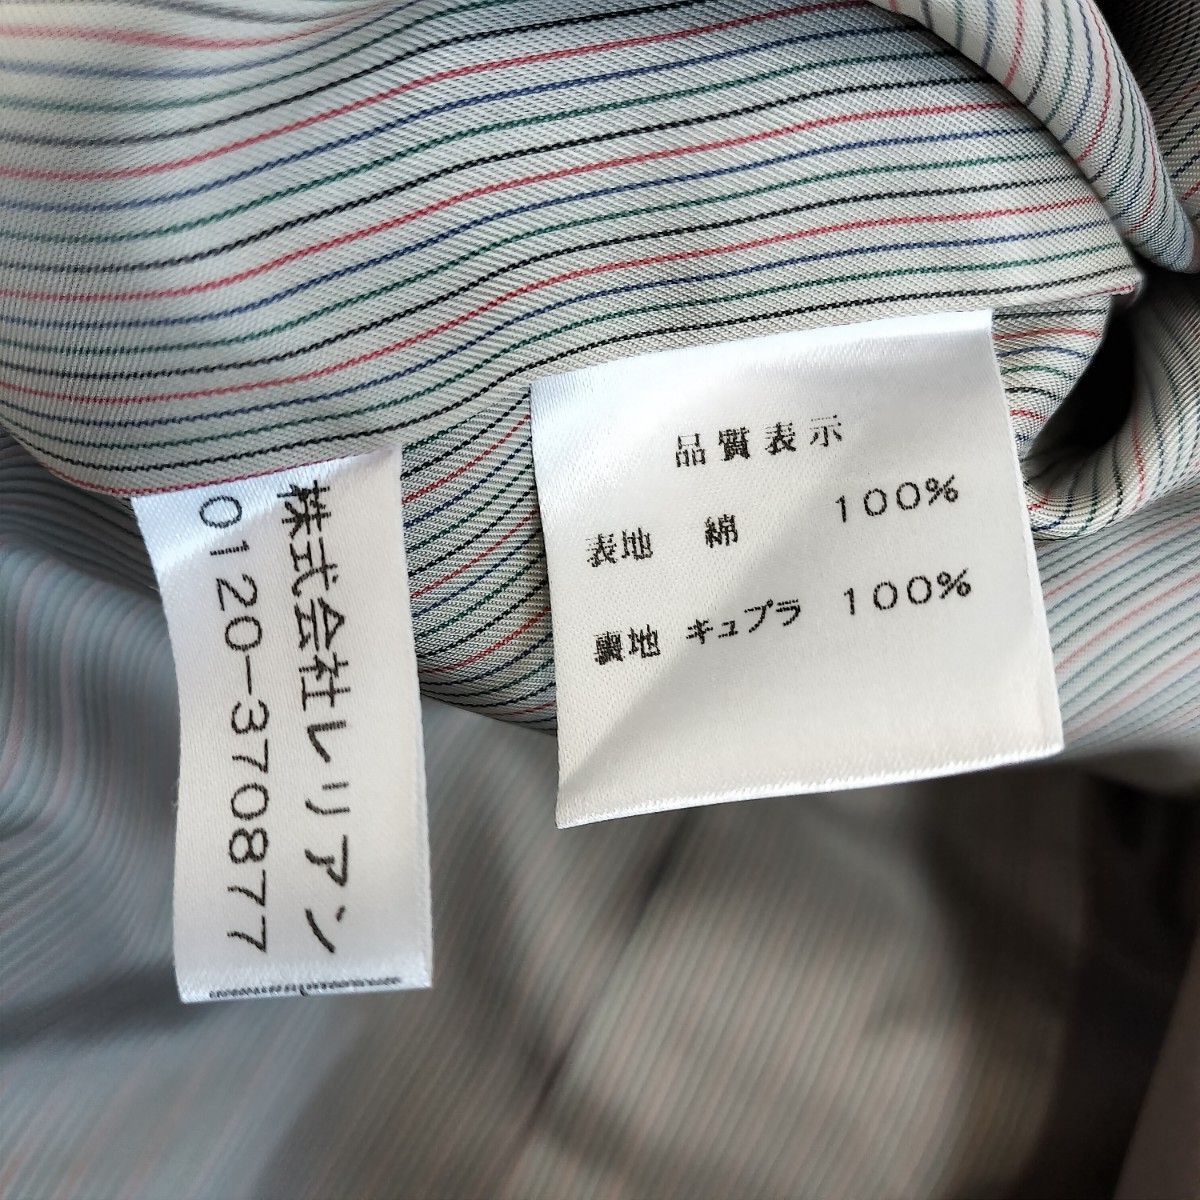 品質表示
表地 綿 100%
裏地 キュプラ 100%
株式会社レリアン
0120-370877